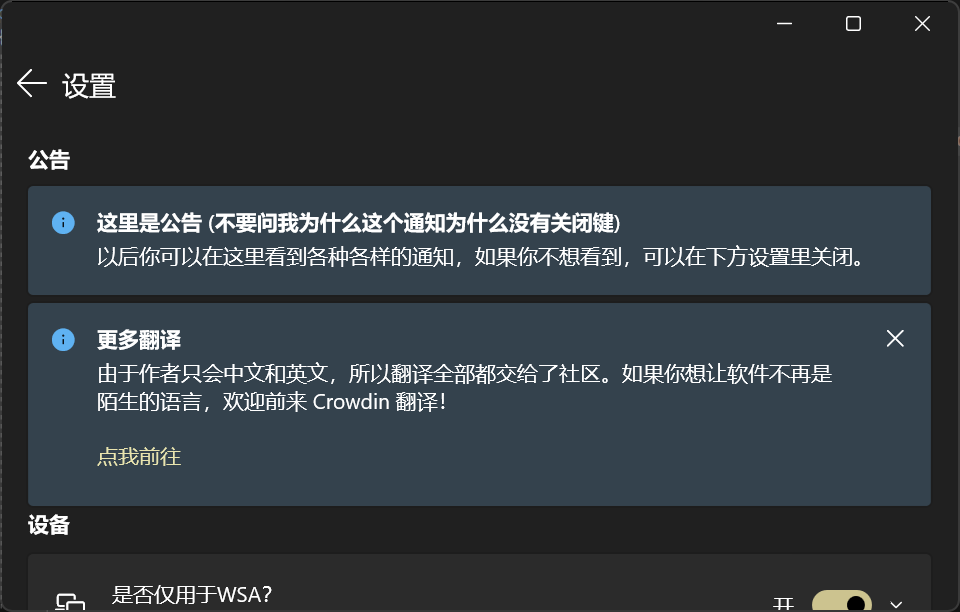 设置
公告
这里是公告 (不要问我为什么这个通知为什么没有关闭键)
以后你可以在这里看到各种各样的通知，如果你不想看到，可以在下方设置里关闭。
更多翻译
由于作者只会中文和英文，所以翻译全部都交给了社区。如果你想让软件不再是
陌生的语言，欢迎前来 Crowdin 翻译！
点我前往
设备
是否仅用于WSA？
开